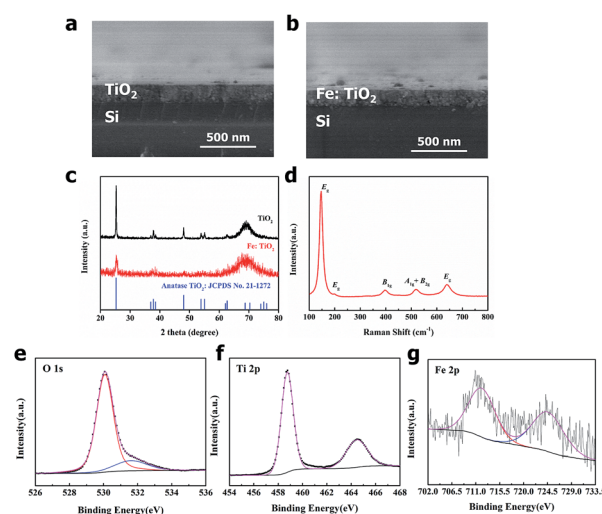 a
b
TiO2
Si
500 nm
Fe: TiO2
Si
500 nm
c
Intensity (a.u.)
TiO2
Fe: TiO2
Anatase TiO2: JCPDS No. 21-1272
20 30 40 50 60 70 80
2 theta (degree)
d
Intensity(a.u.)
Eg
Eg
B1g
A1g + B2g
Eg
100 200 300 400 500 600 700 800
Raman Shift (cm-1)
e
O 1s
Intensity(a.u.)
526 528 530 532 534 536
Binding Energy(eV)
f
Ti 2p
Intensity(a.u.)
454 456 458 460 462 464 466 468
Binding Energy(eV)
g
Fe 2p
Intensity(a.u.)
702.0 706.5 711.0 715.5 720.0 724.5 729.0 733.5
Binding Energy(eV)